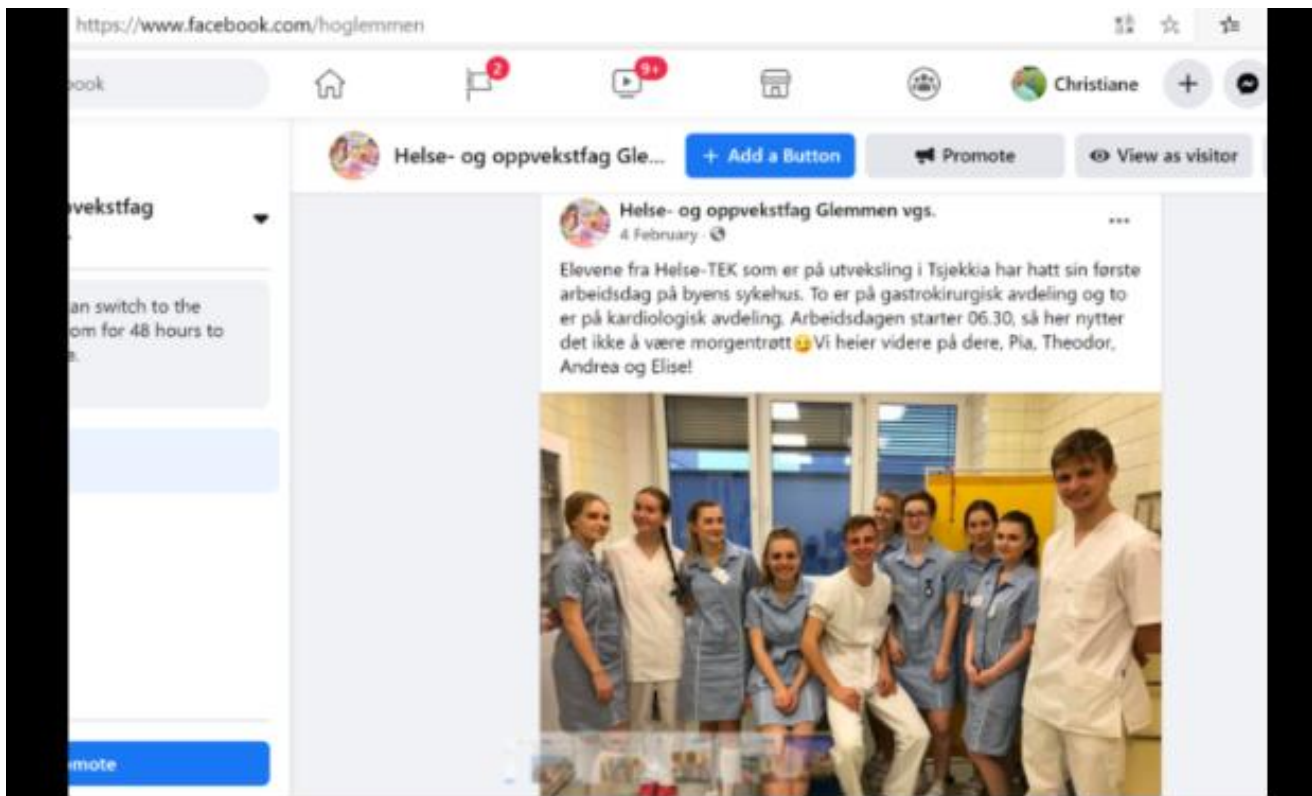 https://www.facebook.com/hoglemmen
ook
2
9+
Christiane
Helse- og oppvekstfag Gle...
+ Add a Button
Promote
View as visitor
vekstfag
an switch to the
om for 48 hours to
mote
Helse- og oppvekstfag Glemmen vgs.
4 February
Elevene fra Helse-TEK som er på utveksling i Tsjekkia har hatt sin første
arbeidsdag på byens sykehus. To er på gastrokirurgisk avdeling og to
er på kardiologisk avdeling. Arbeidsdagen starter 06.30, så her nytter
det ikke å være morgentrøtt😉Vi heier videre på dere, Pia, Theodor,
Andrea og Elise!